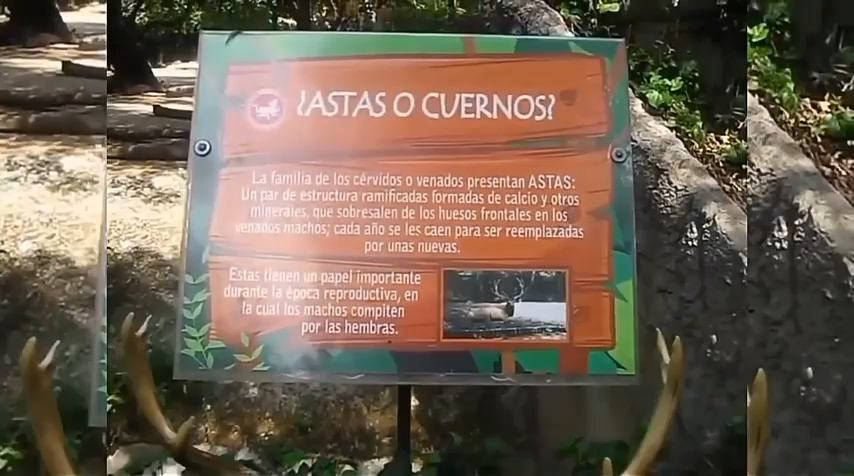 ¿ASTAS O CUERNOS?
La familia de los cérvidos o venados presentan ASTAS:
Un par de estructura ramificadas formadas de calcio y otros
minerales, que sobresalen de los huesos frontales en los
venados machos; cada año se les caen para ser reemplazadas
por unas nuevas.
Estas tienen un papel importante
durante la época reproductiva, en
la cual los machos compiten
por las hembras.